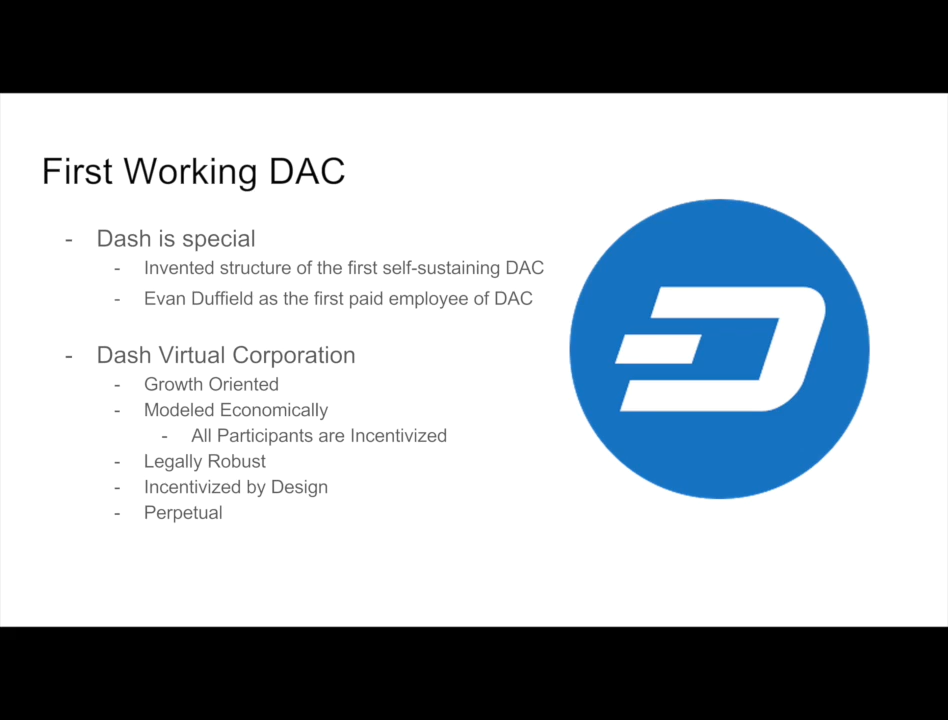 First Working DAC
- Dash is special
- Invented structure of the first self-sustaining DAC
- Evan Duffield as the first paid employee of DAC
- Dash Virtual Corporation
- Growth Oriented
- Modeled Economically
- All Participants are Incentivized
- Legally Robust
- Incentivized by Design
- Perpetual